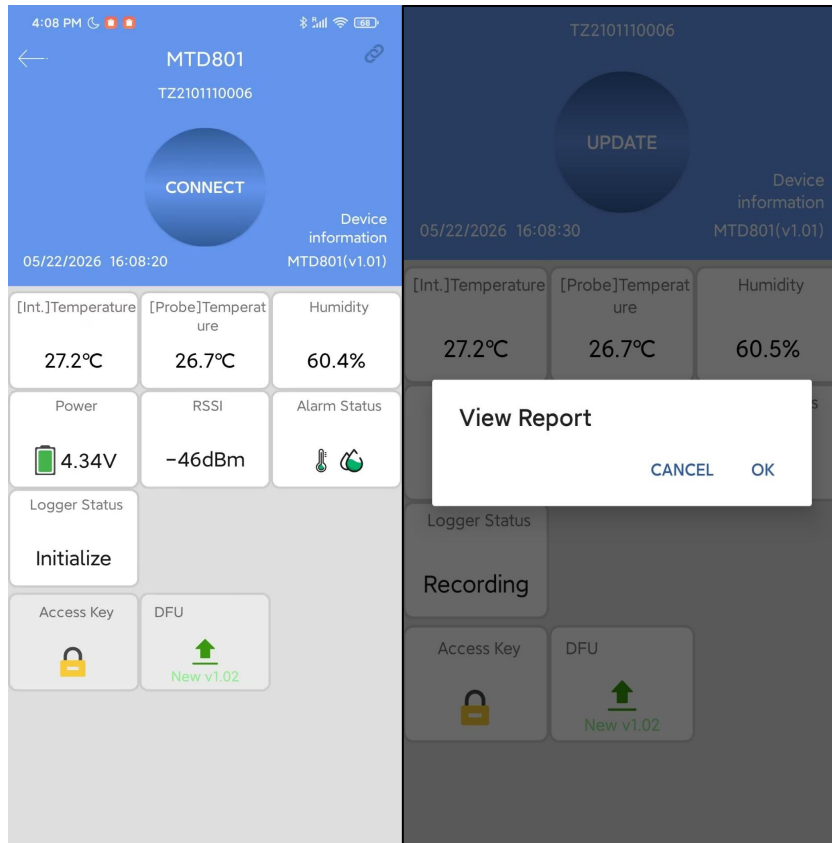 4:08 PM
68
MTD801
TZ2101110006
CONNECT
Device
information
05/22/2026 16:08:20
MTD801(v1.01)
[Int.]Temperature
27.2℃
[Probe]Temperat
ure
26.7℃
Humidity
60.4%
Power
4.34V
RSSI
-46dBm
Alarm Status
Logger Status
Initialize
Access Key
DFU
New v1.02
TZ2101110006
UPDATE
Device
information
05/22/2026 16:08:30
MTD801(v1.01)
[Int.]Temperature
27.2℃
[Probe]Temperat
ure
26.7℃
Humidity
60.5%
s
View Report
CANCEL
OK
Logger Status
Recording
Access Key
DFU
New v1.02